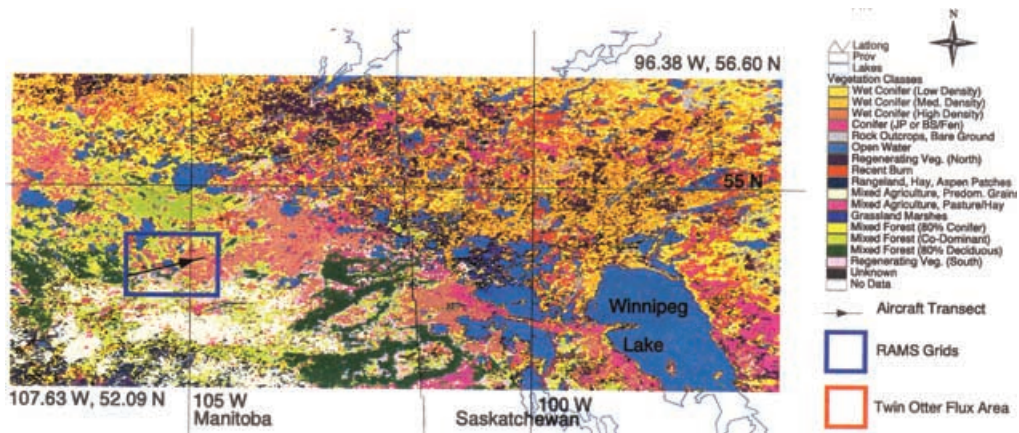 N
96.38 W, 56.60 N
55 N
Winnipeg
Lake
107.63 W, 52.09 N
105 W
100 W
Manitoba
Saskatchewan
Latlong
Prov
Lakes
Vegetation Classes
Wet Conifer (Low Density)
Wet Conifer (Med. Density)
Wet Conifer (High Density)
Conifer (JP or BS/Fen)
Rock Outcrops, Bare Ground
Open Water
Regenerating Veg. (North)
Recent Burn
Rangeland, Hay, Aspen Patches
Mixed Agriculture, Predom. Grains
Mixed Agriculture, Pasture/Hay
Grassland Marshes
Mixed Forest (80% Conifer)
Mixed Forest (Co-Dominant)
Mixed Forest (80% Deciduous)
Regenerating Veg. (South)
Unknown
No Data
Aircraft Transect
RAMS Grids
Twin Otter Flux Area